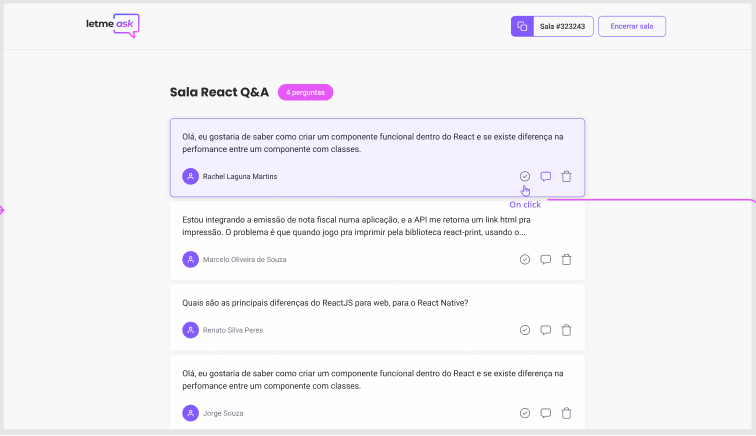 letme ask
Sala #323243
Encerrar sala
Sala React Q&A
4 perguntas
Olá, eu gostaria de saber como criar um componente funcional dentro do React e se existe diferença na
perfomance entre um componente com classes.
Rachel Laguna Martins
On click
Estou integrando a emissão de nota fiscal numa aplicação, e a API me retorna um link html pra
impressão. O problema é que quando jogo pra imprimir pela biblioteca react-print, usando o...
Marcelo Oliveira de Souza
Quais são as principais diferenças do ReactJS para web, para o React Native?
Renato Silva Peres
Olá, eu gostaria de saber como criar um componente funcional dentro do React e se existe diferença na
perfomance entre um componente com classes.
Jorge Souza